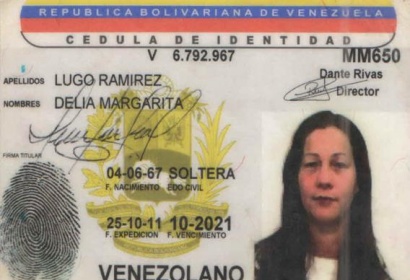 REPUBLICA BOLIVARIANA DE VENEZUELA
CEDULA DE IDENTIDAD
V 6.792.967 MM650
Dante Rivas
Director
APELLIDOS LUGO RAMIREZ
NOMBRES DELIA MARGARITA
FIRMA TITULAR
04-06-67 SOLTERA
F. NACIMIENTO EDO CIVIL
25-10-11 10-2021
F. EXPEDICION F. VENCIMIENTO
VENEZOLANO